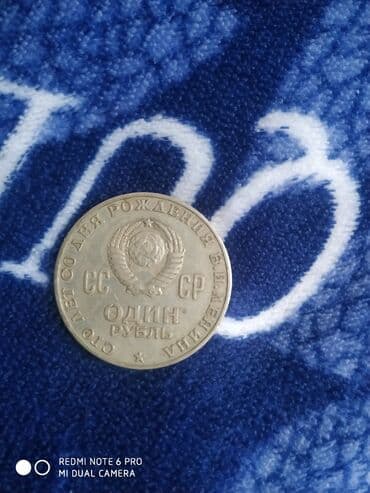 СТО ЛЕТ СО ДНЯ РОЖДЕНИЯ В.И.ЛЕНИНА
СС СР
ОДИН
РУБЛЬ
REDMI NOTE 6 PRO
MI DUAL CAMERA